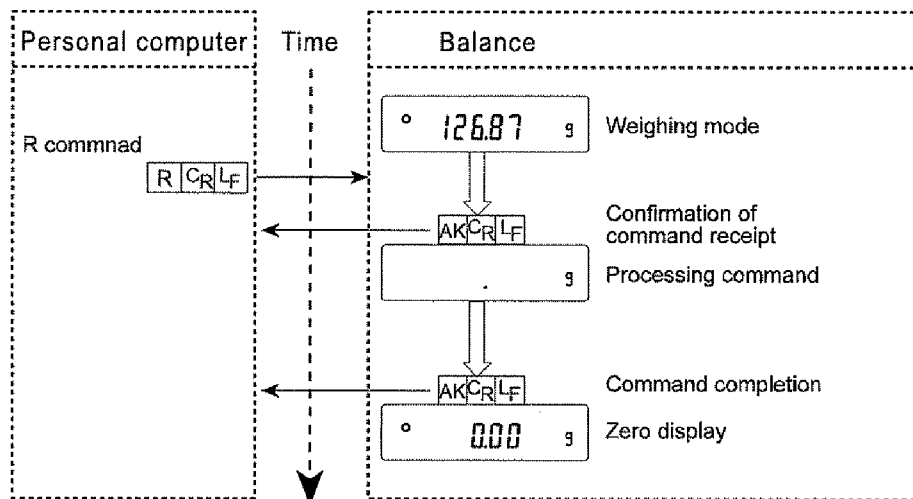 Personal computer Time Balance
126.87 g Weighing mode
R commnad
R CR LF
AK CR LF Confirmation of
command receipt
. g Processing command
AK CR LF Command completion
0.00 g Zero display